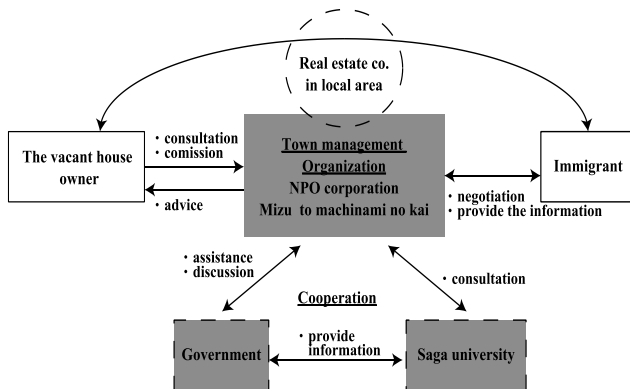 Real estate co.
in local area
The vacant house
owner
・consultation
・comission
・advice
Town management
Organization
NPO corporation
Mizu to machinami no kai
Immigrant
・negotiation
・provide the information
・assistance
・discussion
・consultation
Cooperation
Government
・provide
information
Saga university